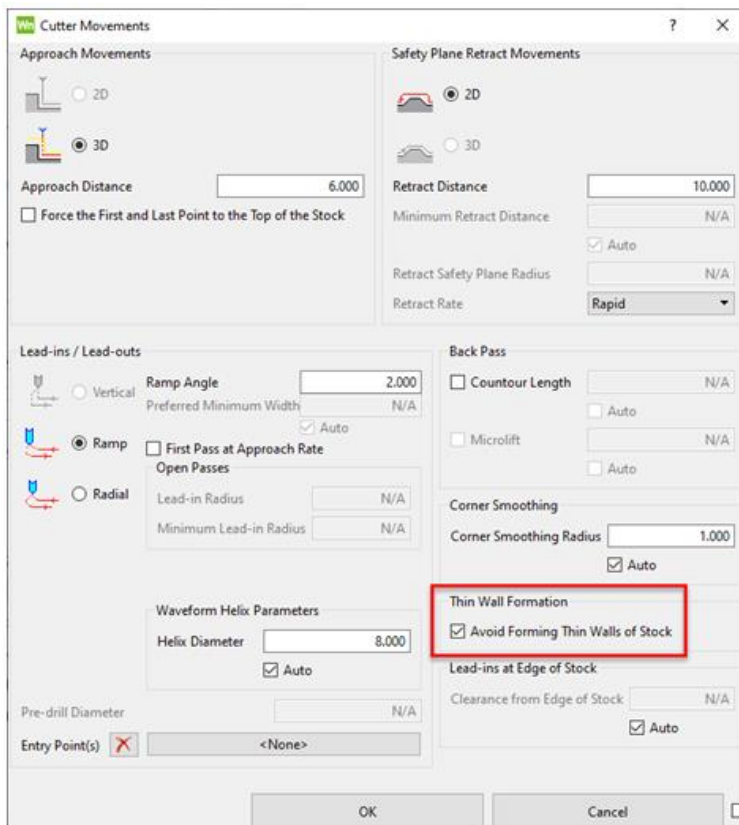 Wn Cutter Movements ? X
Approach Movements
2D
3D
Approach Distance 6.000
Force the First and Last Point to the Top of the Stock
Safety Plane Retract Movements
2D
3D
Retract Distance 10.000
Minimum Retract Distance N/A
Auto
Retract Safety Plane Radius N/A
Retract Rate Rapid
Lead-ins / Lead-outs
Vertical
Ramp
Radial
Ramp Angle 2.000
Preferred Minimum Width N/A
Auto
First Pass at Approach Rate
Open Passes
Lead-in Radius N/A
Minimum Lead-in Radius N/A
Waveform Helix Parameters
Helix Diameter 8.000
Auto
Pre-drill Diameter N/A
Entry Point(s) <None>
Back Pass
Countour Length N/A
Auto
Microlift N/A
Auto
Corner Smoothing
Corner Smoothing Radius 1.000
Auto
Thin Wall Formation
Avoid Forming Thin Walls of Stock
Lead-ins at Edge of Stock
Clearance from Edge of Stock N/A
Auto
OK Cancel